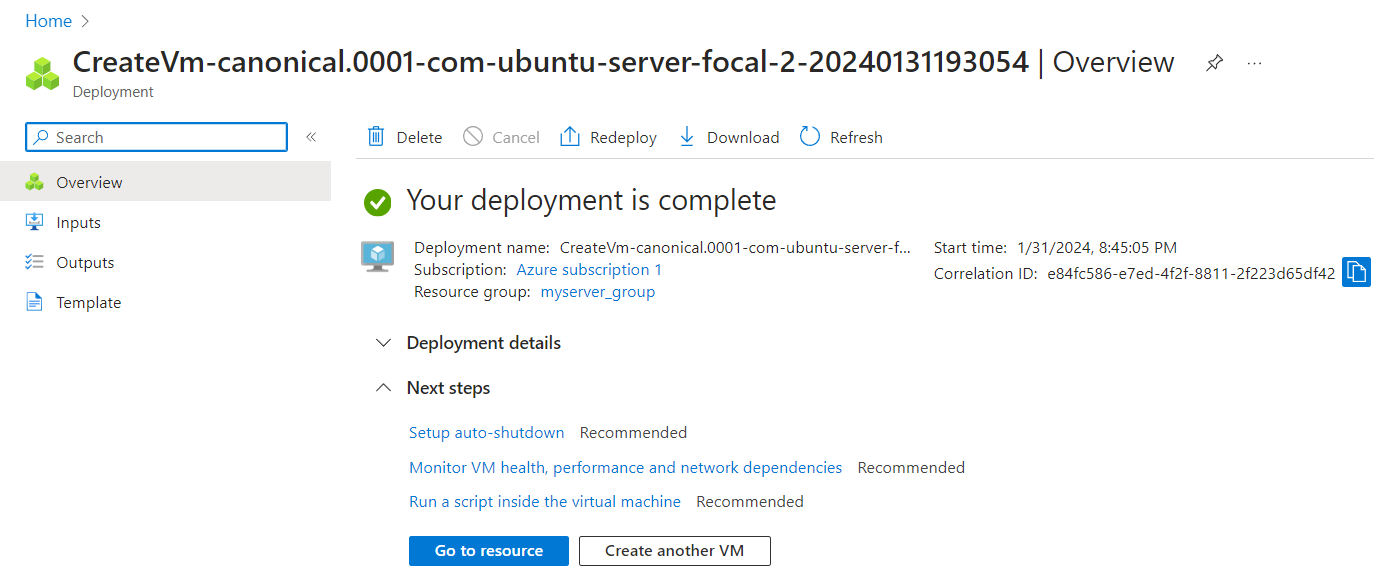 Home
CreateVm-canonical.0001-com-ubuntu-server-focal-2-20240131193054 | Overview
Deployment
Search
Delete Cancel Redeploy Download Refresh
Overview
Inputs
Outputs
Template
Your deployment is complete
Deployment name: CreateVm-canonical.0001-com-ubuntu-server-f...
Subscription: Azure subscription 1
Resource group: myserver_group
Start time: 1/31/2024, 8:45:05 PM
Correlation ID: e84fc586-e7ed-4f2f-8811-2f223d65df42
Deployment details
Next steps
Setup auto-shutdown Recommended
Monitor VM health, performance and network dependencies Recommended
Run a script inside the virtual machine Recommended
Go to resource Create another VM